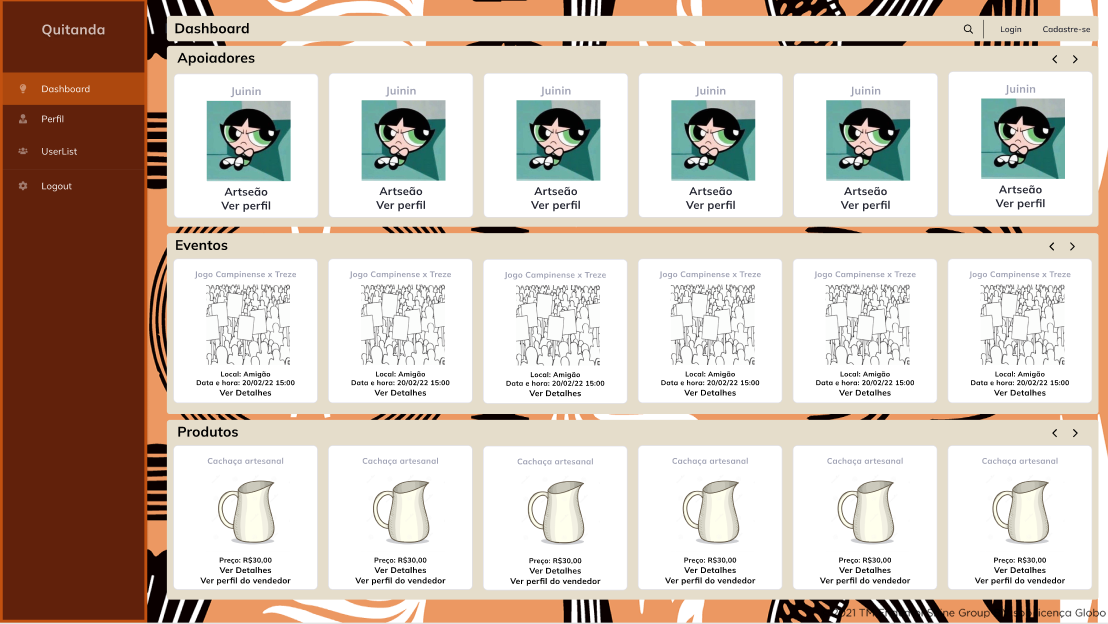 Quitanda
Dashboard
Perfil
UserList
Logout
Dashboard
Login
Cadastre-se
Apoiadores
Juinin
Artseão
Ver perfil
Juinin
Artseão
Ver perfil
Juinin
Artseão
Ver perfil
Juinin
Artseão
Ver perfil
Juinin
Artseão
Ver perfil
Juinin
Artseão
Ver perfil
Eventos
Jogo Campinense x Treze
Local: Amigão
Data e hora: 20/02/22 15:00
Ver Detalhes
Jogo Campinense x Treze
Local: Amigão
Data e hora: 20/02/22 15:00
Ver Detalhes
Jogo Campinense x Treze
Local: Amigão
Data e hora: 20/02/22 15:00
Ver Detalhes
Jogo Campinense x Treze
Local: Amigão
Data e hora: 20/02/22 15:00
Ver Detalhes
Jogo Campinense x Treze
Local: Amigão
Data e hora: 20/02/22 15:00
Ver Detalhes
Jogo Campinense x Treze
Local: Amigão
Data e hora: 20/02/22 15:00
Ver Detalhes
Produtos
Cachaça artesanal
Preço: R$30,00
Ver Detalhes
Ver perfil do vendedor
Cachaça artesanal
Preço: R$30,00
Ver Detalhes
Ver perfil do vendedor
Cachaça artesanal
Preço: R$30,00
Ver Detalhes
Ver perfil do vendedor
Cachaça artesanal
Preço: R$30,00
Ver Detalhes
Ver perfil do vendedor
Cachaça artesanal
Preço: R$30,00
Ver Detalhes
Ver perfil do vendedor
Cachaça artesanal
Preço: R$30,00
Ver Detalhes
Ver perfil do vendedor
Group Globo